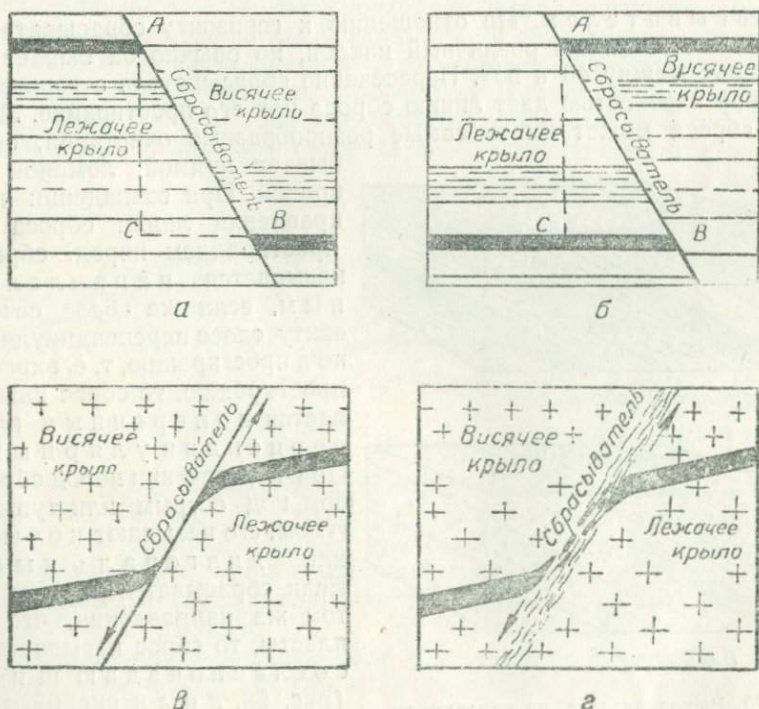 A
Сбрасыватель
Висячее
крыло
Лежачее
крыло
C
B
а
A
Сбрасыватель
Висячее
крыло
Лежачее
крыло
C
B
б
Висячее
крыло
Сбрасыватель
Лежачее
крыло
в
Висячее
крыло
Сбрасыватель
Лежачее
крыло
г